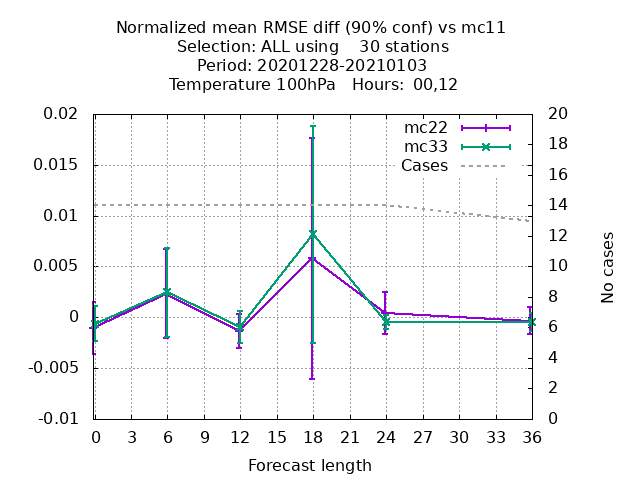 Normalized mean RMSE diff (90% conf) vs mc11
Selection: ALL using    30 stations
Period: 20201228-20210103
Temperature 100hPa   Hours:  00,12
mc22
mc33
Cases
0.02
0.015
0.01
0.005
0
-0.005
-0.01
20
18
16
14
12
10
8
6
4
2
0
No cases
0 3 6 9 12 15 18 21 24 27 30 33 36
Forecast length